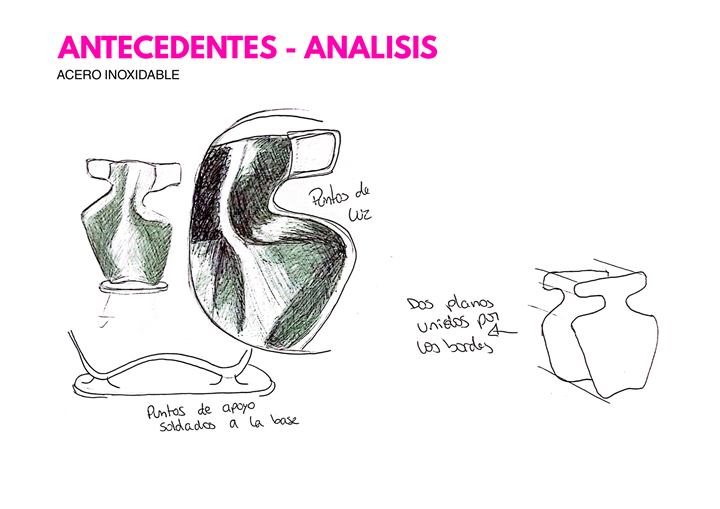 ANTECEDENTES - ANALISIS
ACERO INOXIDABLE
Puntos de
luz
Dos planos
unidos por
los bordes
Puntos de apoyo
soldados a la base